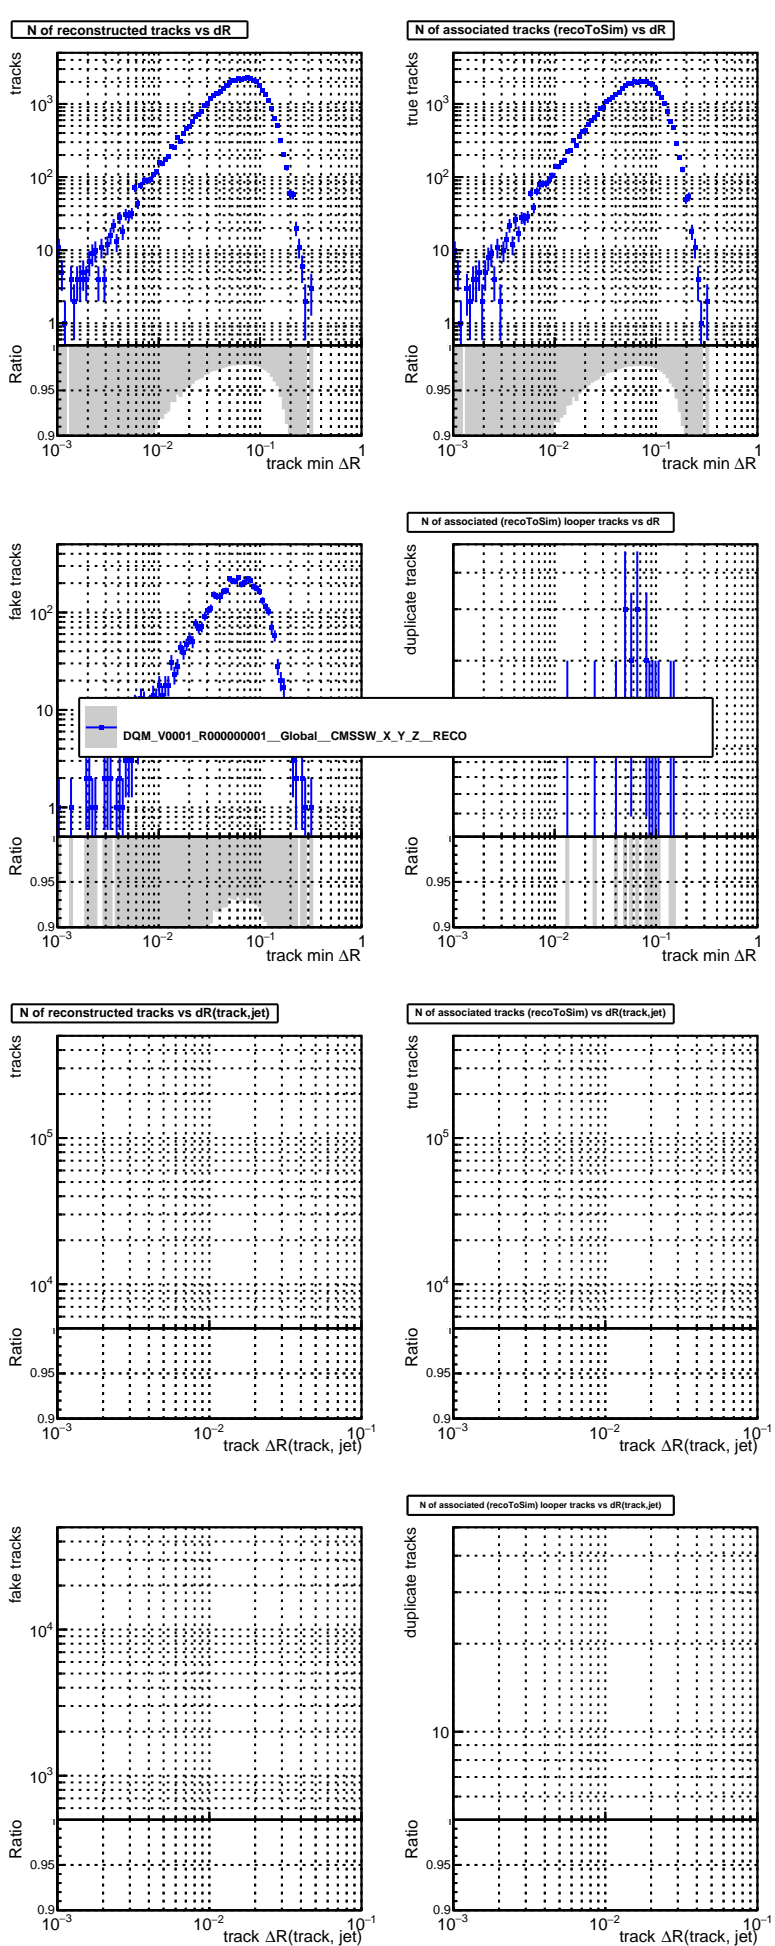 N of reconstructed tracks vs dR
tracks
10³
10²
10
1
Ratio
1
0.95
0.9
10⁻³
10⁻²
10⁻¹
1
track min ΔR
N of associated tracks (recoToSim) vs dR
true tracks
10³
10²
10
1
Ratio
1
0.95
0.9
10⁻³
10⁻²
10⁻¹
1
track min ΔR
fake tracks
10²
10
1
Ratio
1
0.95
0.9
10⁻³
10⁻²
10⁻¹
1
track min ΔR
N of associated (recoToSim) looper tracks vs dR
duplicate tracks
Ratio
1
0.95
0.9
10⁻³
10⁻²
10⁻¹
1
track min ΔR
DQM_V0001_R000000001__Global__CMSSW_X_Y_Z__RECO
N of reconstructed tracks vs dR(track,jet)
tracks
10⁵
10⁴
Ratio
1
0.95
0.9
10⁻³
10⁻²
10⁻¹
track ΔR(track, jet)
N of associated tracks (recoToSim) vs dR(track,jet)
true tracks
10⁵
10⁴
Ratio
1
0.95
0.9
10⁻³
10⁻²
10⁻¹
track ΔR(track, jet)
fake tracks
10⁴
10³
Ratio
1
0.95
0.9
10⁻³
10⁻²
10⁻¹
track ΔR(track, jet)
N of associated (recoToSim) looper tracks vs dR(track,jet)
duplicate tracks
10
Ratio
1
0.95
0.9
10⁻³
10⁻²
10⁻¹
track ΔR(track, jet)